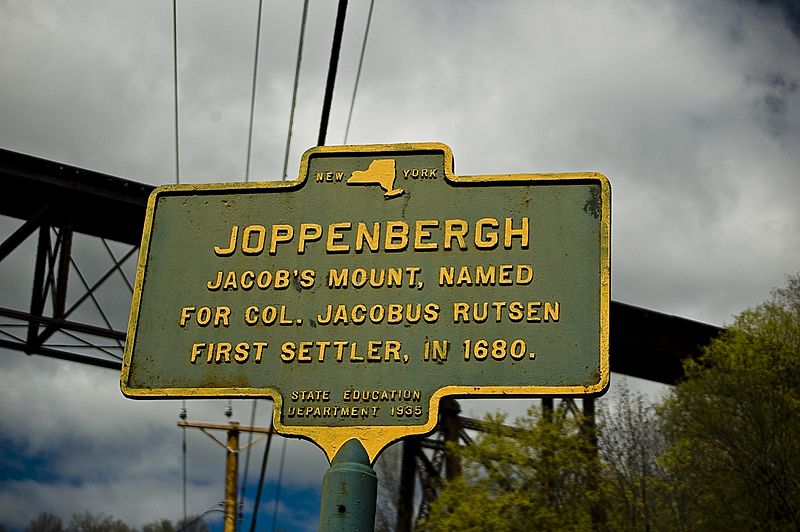 NEW YORK
JOPPENBERGH
JACOB'S MOUNT, NAMED
FOR COL. JACOBUS RUTSEN
FIRST SETTLER, IN 1680.
STATE EDUCATION
DEPARTMENT 1935